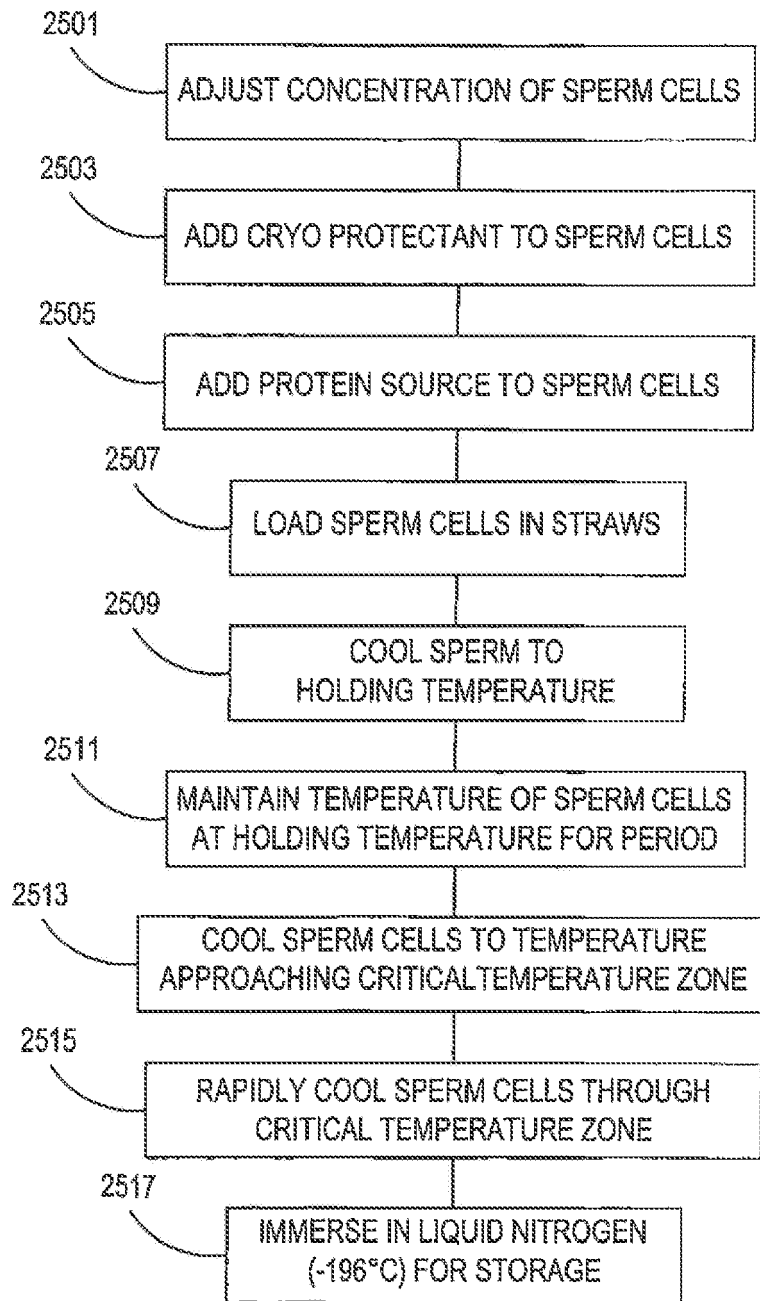 2501
ADJUST CONCENTRATION OF SPERM CELLS
2503
ADD CRYO PROTECTANT TO SPERM CELLS
2505
ADD PROTEIN SOURCE TO SPERM CELLS
2507
LOAD SPERM CELLS IN STRAWS
2509
COOL SPERM TO
HOLDING TEMPERATURE
2511
MAINTAIN TEMPERATURE OF SPERM CELLS
AT HOLDING TEMPERATURE FOR PERIOD
2513
COOL SPERM CELLS TO TEMPERATURE
APPROACHING CRITICALTEMPERATURE ZONE
2515
RAPIDLY COOL SPERM CELLS THROUGH
CRITICAL TEMPERATURE ZONE
2517
IMMERSE IN LIQUID NITROGEN
(-196°C) FOR STORAGE